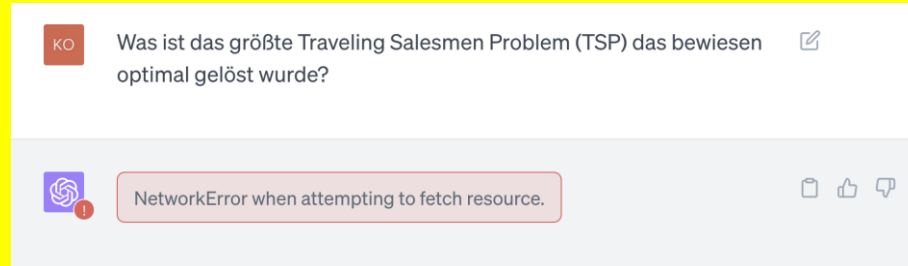 KO
Was ist das größte Traveling Salesmen Problem (TSP) das bewiesen
optimal gelöst wurde?
!
NetworkError when attempting to fetch resource.